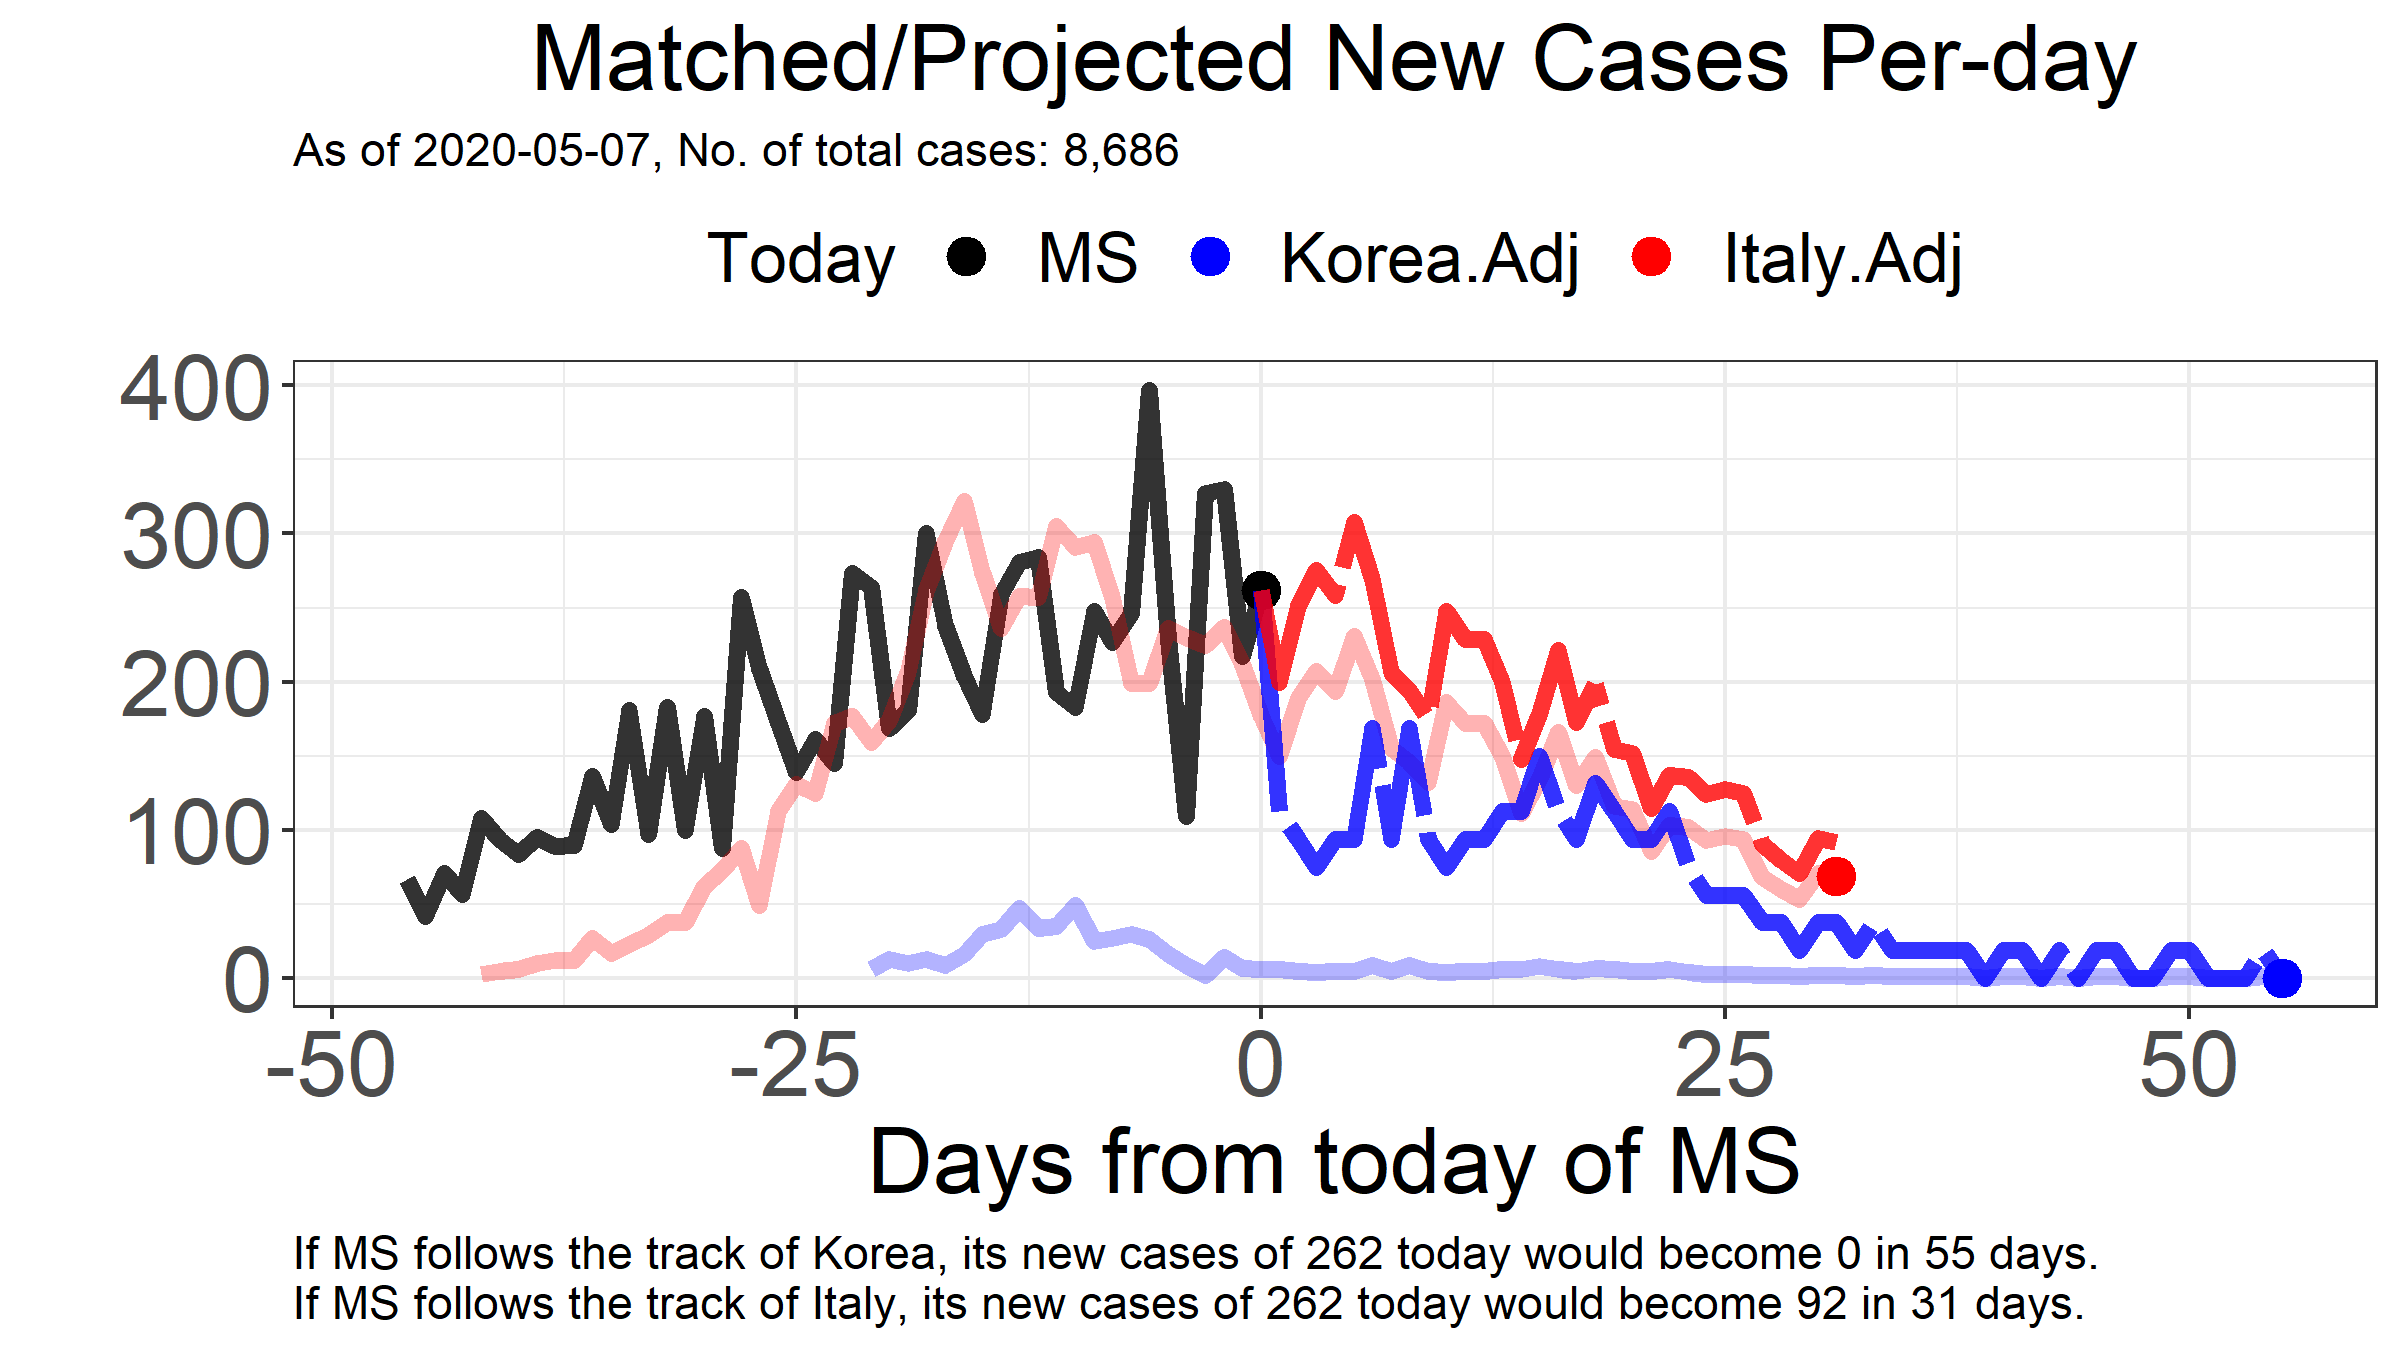 Matched/Projected New Cases Per-day
As of 2020-05-07, No. of total cases: 8,686
Today MS Korea.Adj Italy.Adj
400
300
200
100
0
-50 -25 0 25 50
Days from today of MS
If MS follows the track of Korea, its new cases of 262 today would become 0 in 55 days.
If MS follows the track of Italy, its new cases of 262 today would become 92 in 31 days.